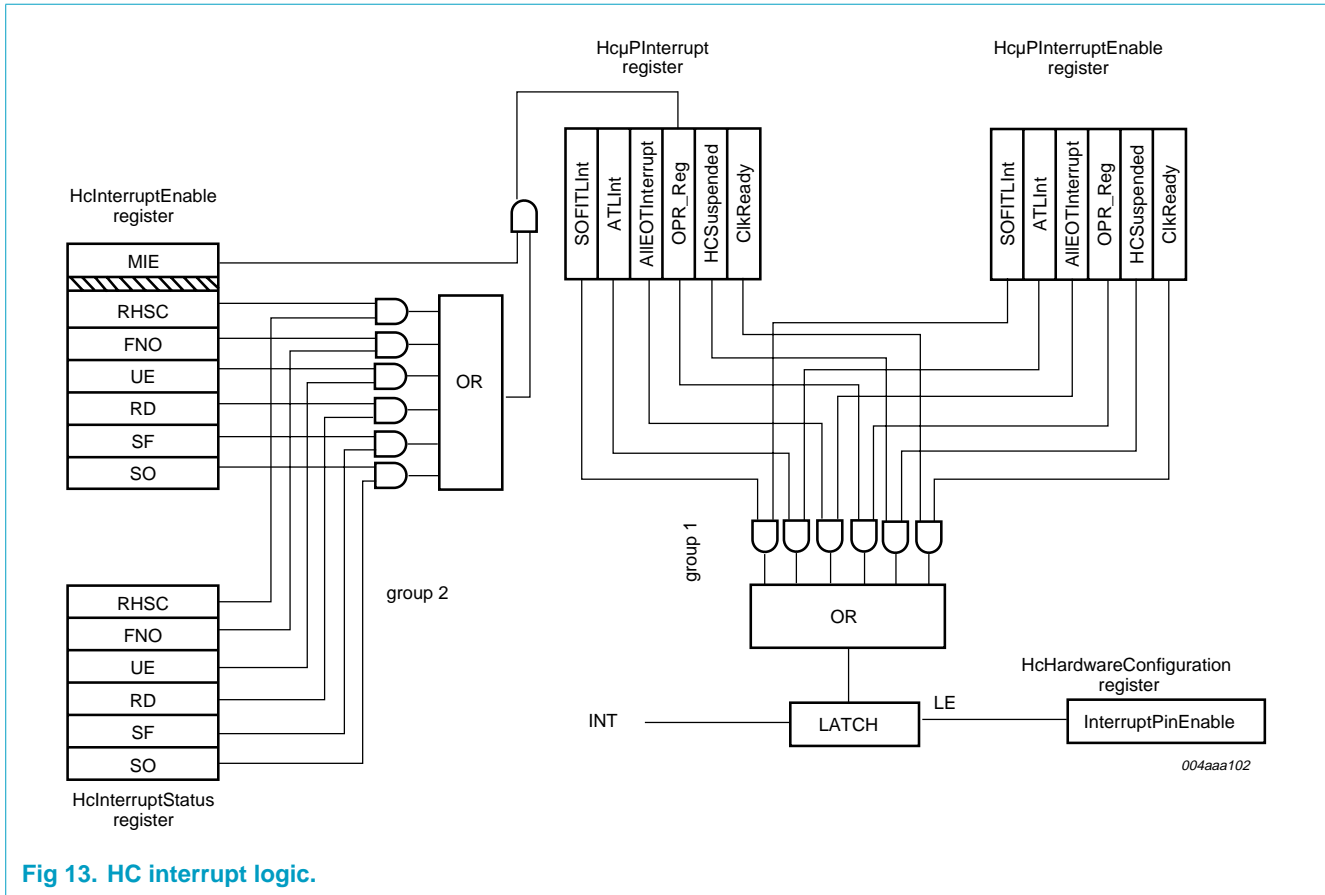 HcµPInterrupt
register
HcµPInterruptEnable
register
SOFITLInt
ATLInt
AllEOTInterrupt
OPR_Reg
HCSuspended
ClkReady
SOFITLInt
ATLInt
AllEOTInterrupt
OPR_Reg
HCSuspended
ClkReady
HcInterruptEnable
register
MIE
RHSC
FNO
UE
RD
SF
SO
OR
RHSC
FNO
UE
RD
SF
SO
HcInterruptStatus
register
group 2
group 1
OR
HcHardwareConfiguration
register
INT
LATCH
LE
InterruptPinEnable
004aaa102
Fig 13. HC interrupt logic.